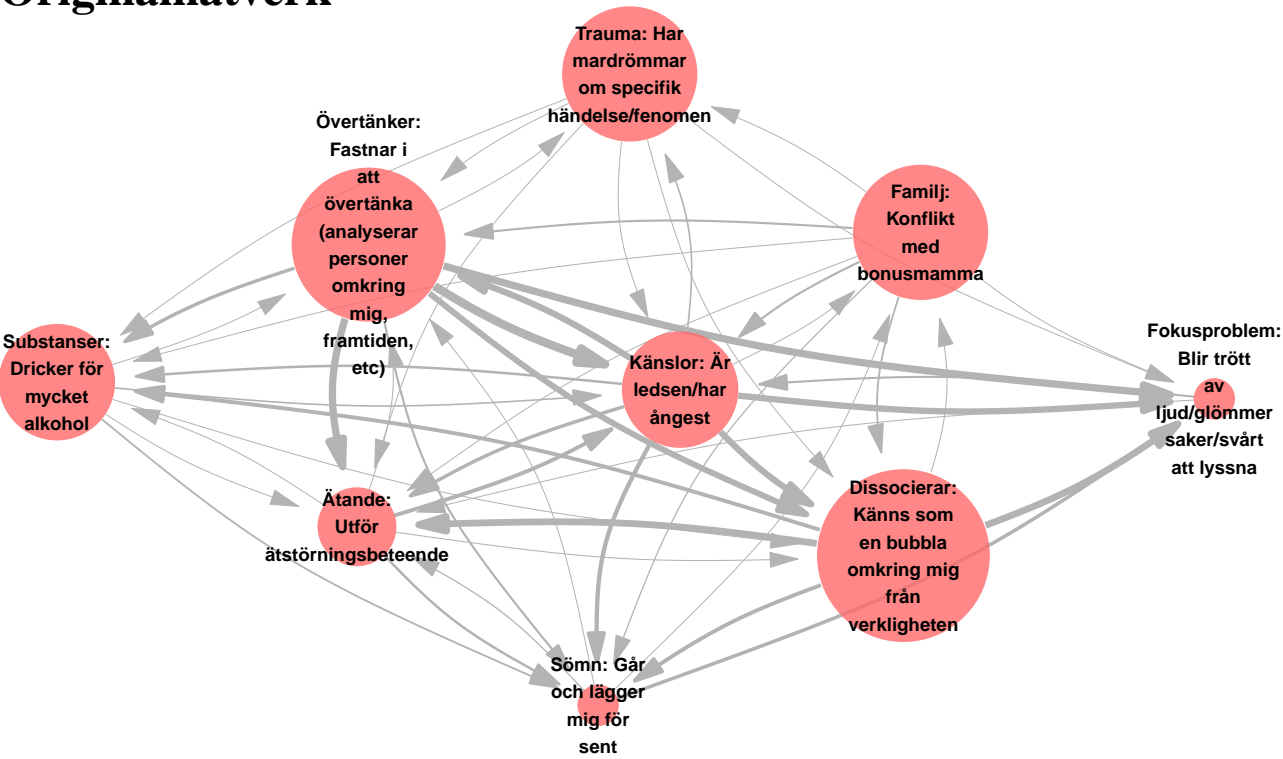 Originalnätverk
Trauma: Har
mardrömmar
om specifik
händelse/fenomen
Övertänker:
Fastnar i
att
övertänka
(analyserar
personer
omkring
mig,
framtiden,
etc)
Familj:
Konflikt
med
bonusmamma
Substanser:
Dricker för
mycket
alkohol
Känslor: Är
ledsen/har
ångest
Fokusproblem:
Blir trött
av
ljud/glömmer
saker/svårt
att lyssna
Ätande:
Utför
ätstörningsbeteende
Dissocierar:
Känns som
en bubbla
omkring mig
från
verkligheten
Sömn: Går
och lägger
mig för
sent